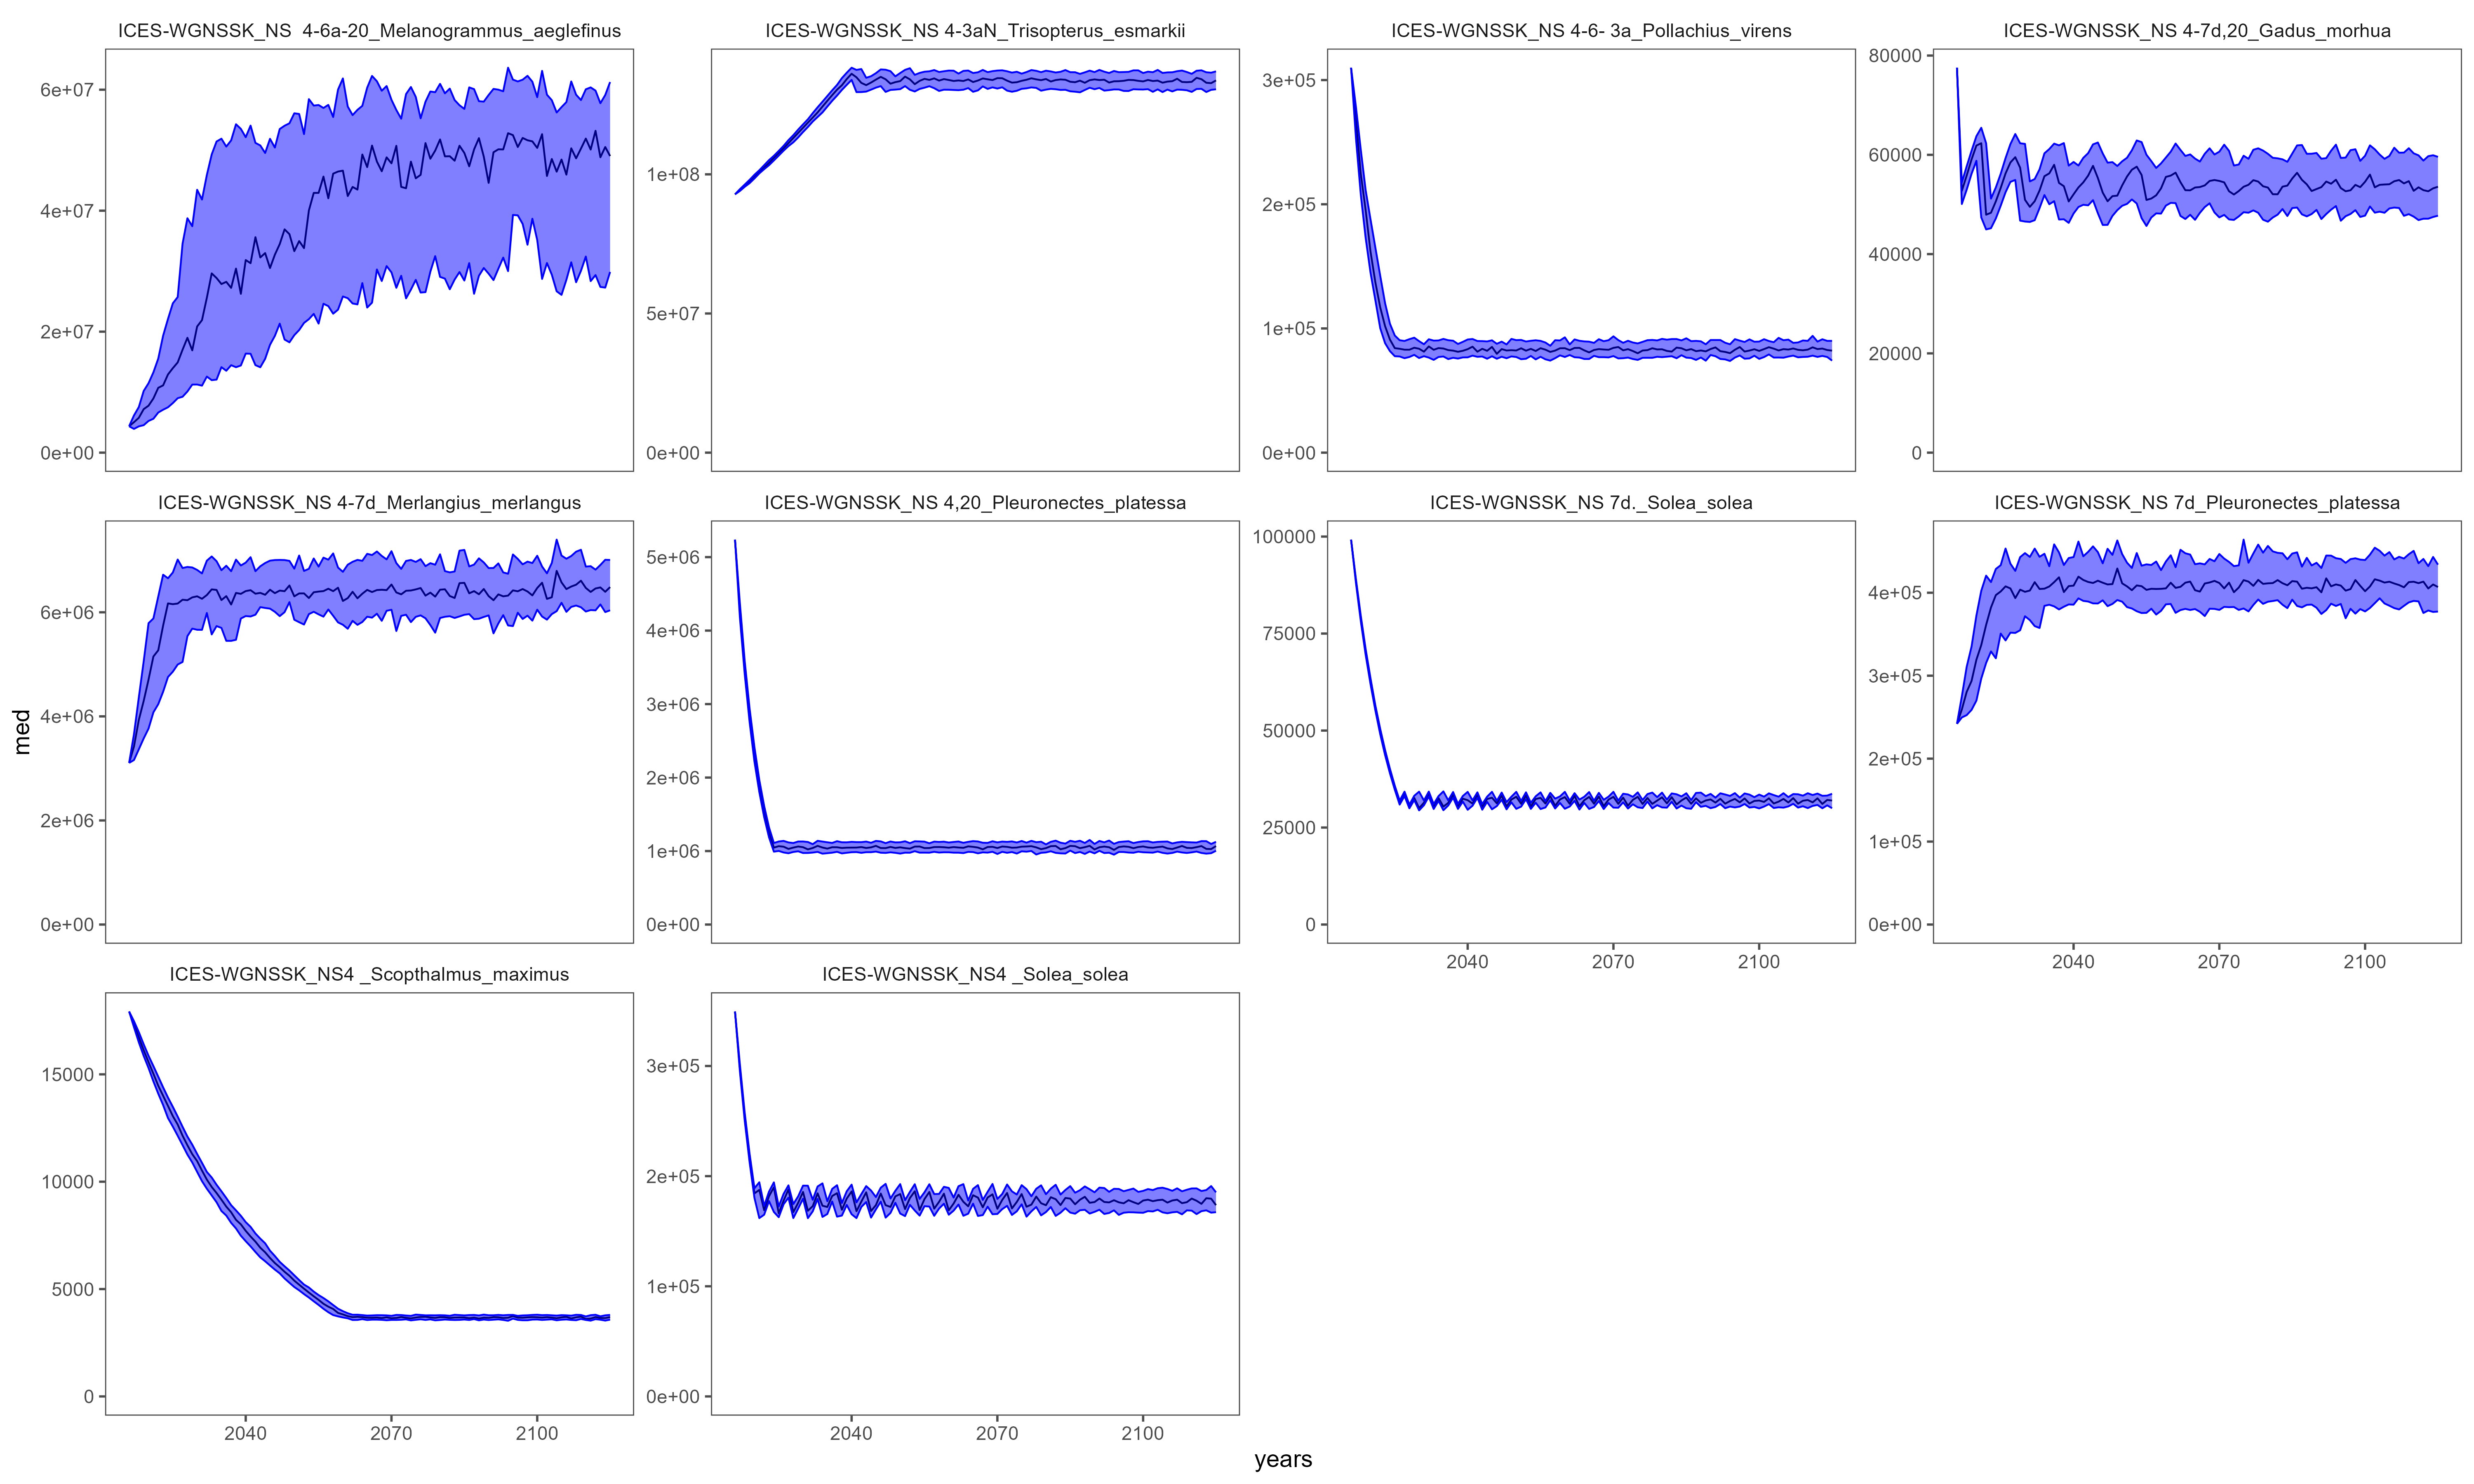 ICES-WGNSSK_NS  4-6a-20_Melanogrammus_aeglefinus
ICES-WGNSSK_NS 4-3aN_Trisopterus_esmarkii
ICES-WGNSSK_NS 4-6- 3a_Pollachius_virens
ICES-WGNSSK_NS 4-7d,20_Gadus_morhua
6e+07
4e+07
2e+07
0e+00
1e+08
5e+07
0e+00
3e+05
2e+05
1e+05
0e+00
80000
60000
40000
20000
0
ICES-WGNSSK_NS 4-7d_Merlangius_merlangus
ICES-WGNSSK_NS 4,20_Pleuronectes_platessa
ICES-WGNSSK_NS 7d._Solea_solea
ICES-WGNSSK_NS 7d_Pleuronectes_platessa
med
6e+06
4e+06
2e+06
0e+00
5e+06
4e+06
3e+06
2e+06
1e+06
0e+00
100000
75000
50000
25000
0
2040 2070 2100
4e+05
3e+05
2e+05
1e+05
0e+00
2040 2070 2100
ICES-WGNSSK_NS4 _Scopthalmus_maximus
ICES-WGNSSK_NS4 _Solea_solea
15000
10000
5000
0
2040 2070 2100
3e+05
2e+05
1e+05
0e+00
2040 2070 2100
years